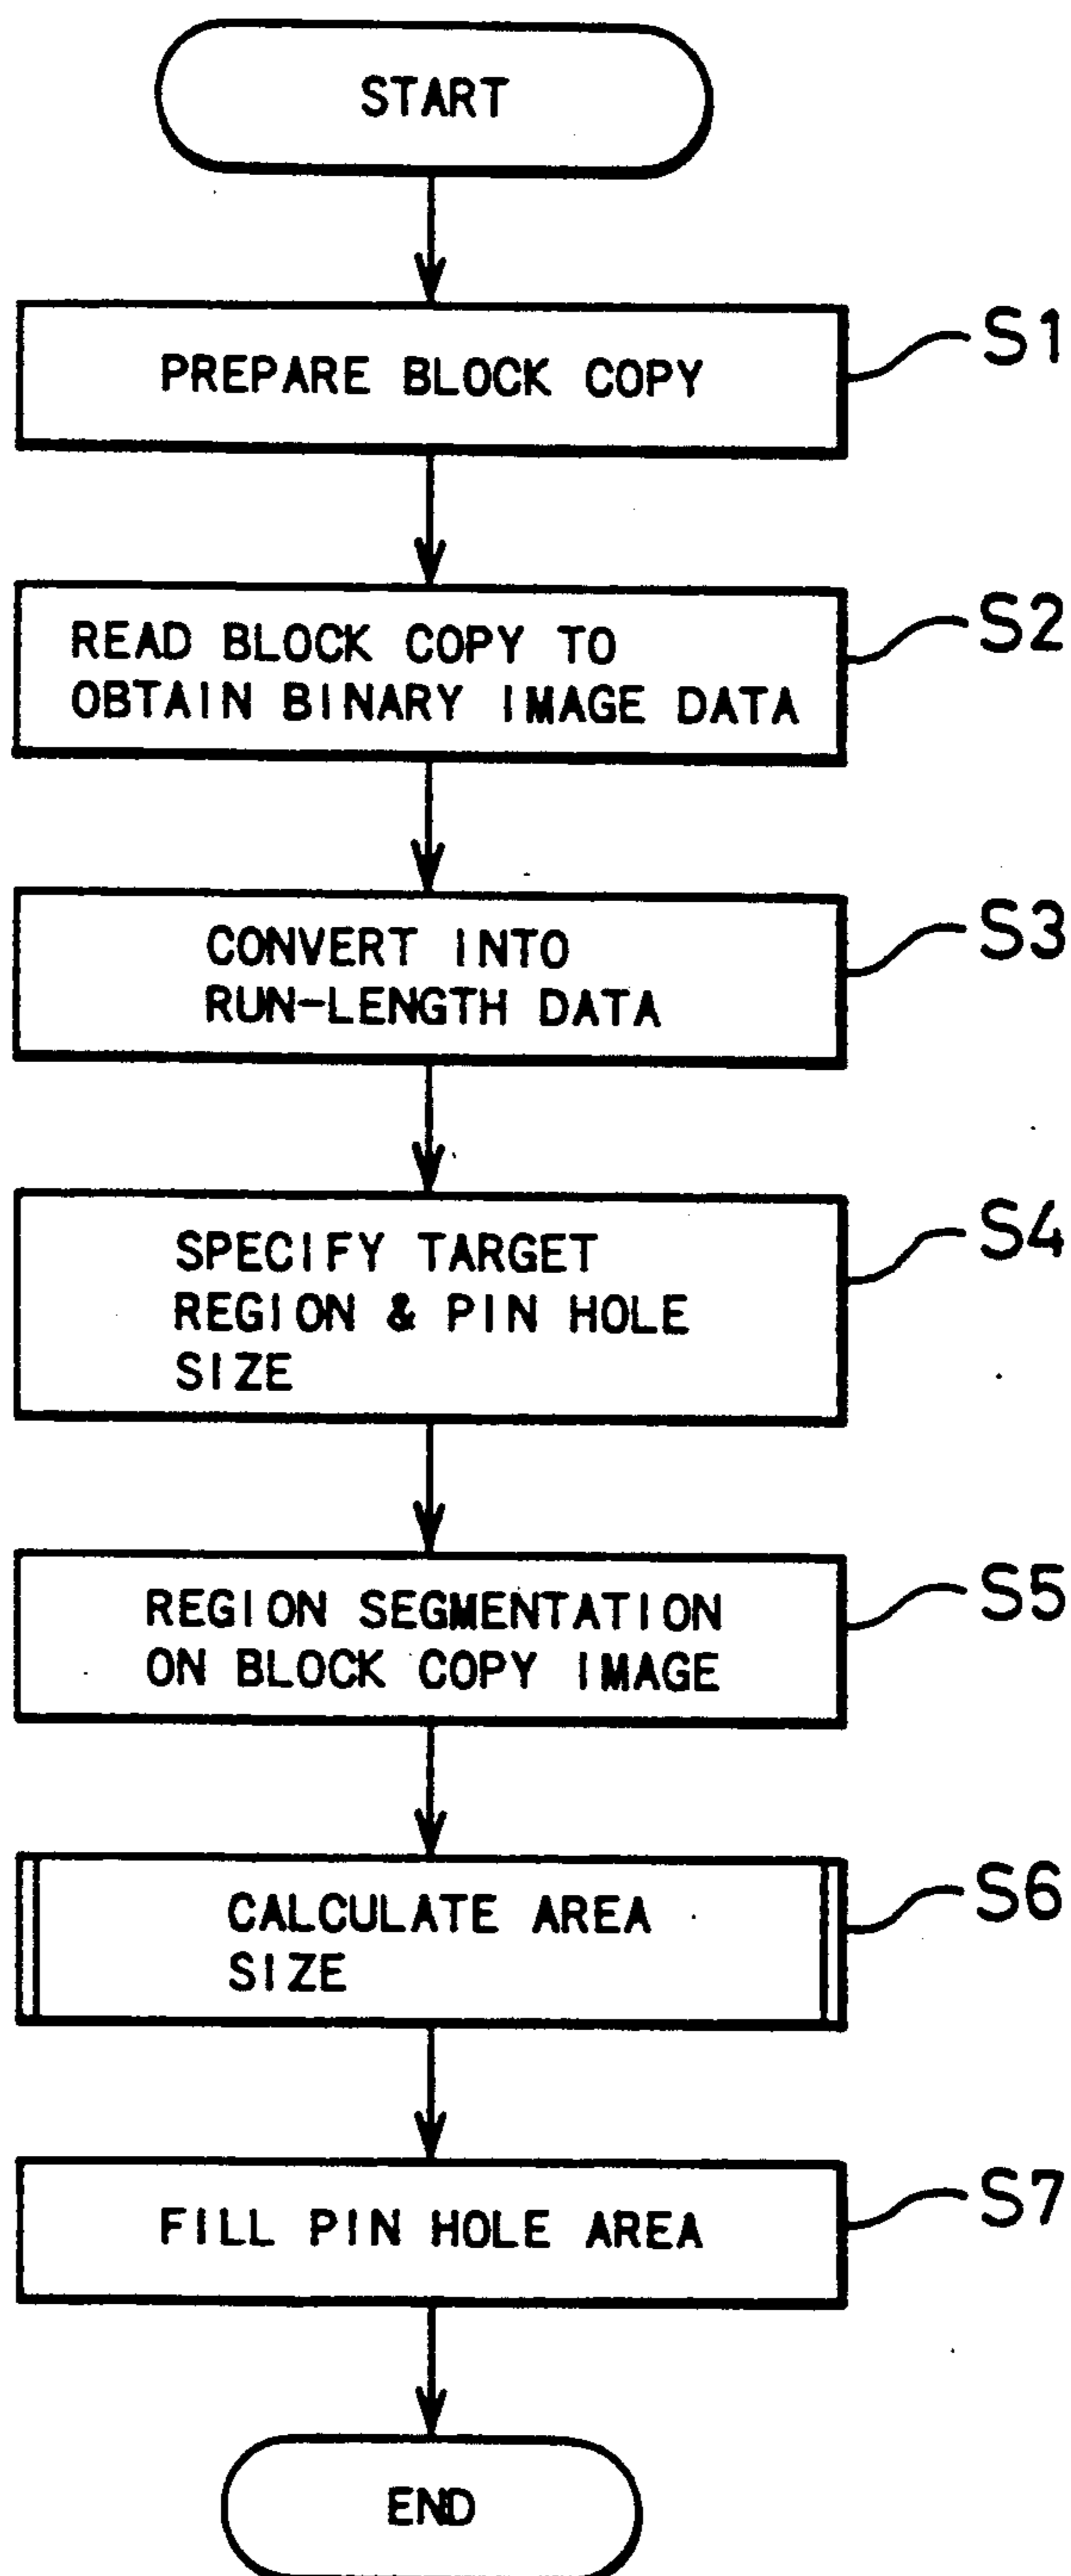 START
PREPARE BLOCK COPY
S1
READ BLOCK COPY TO
OBTAIN BINARY IMAGE DATA
S2
CONVERT INTO
RUN-LENGTH DATA
S3
SPECIFY TARGET
REGION & PIN HOLE
SIZE
S4
REGION SEGMENTATION
ON BLOCK COPY IMAGE
S5
CALCULATE AREA
SIZE
S6
FILL PIN HOLE AREA
S7
END